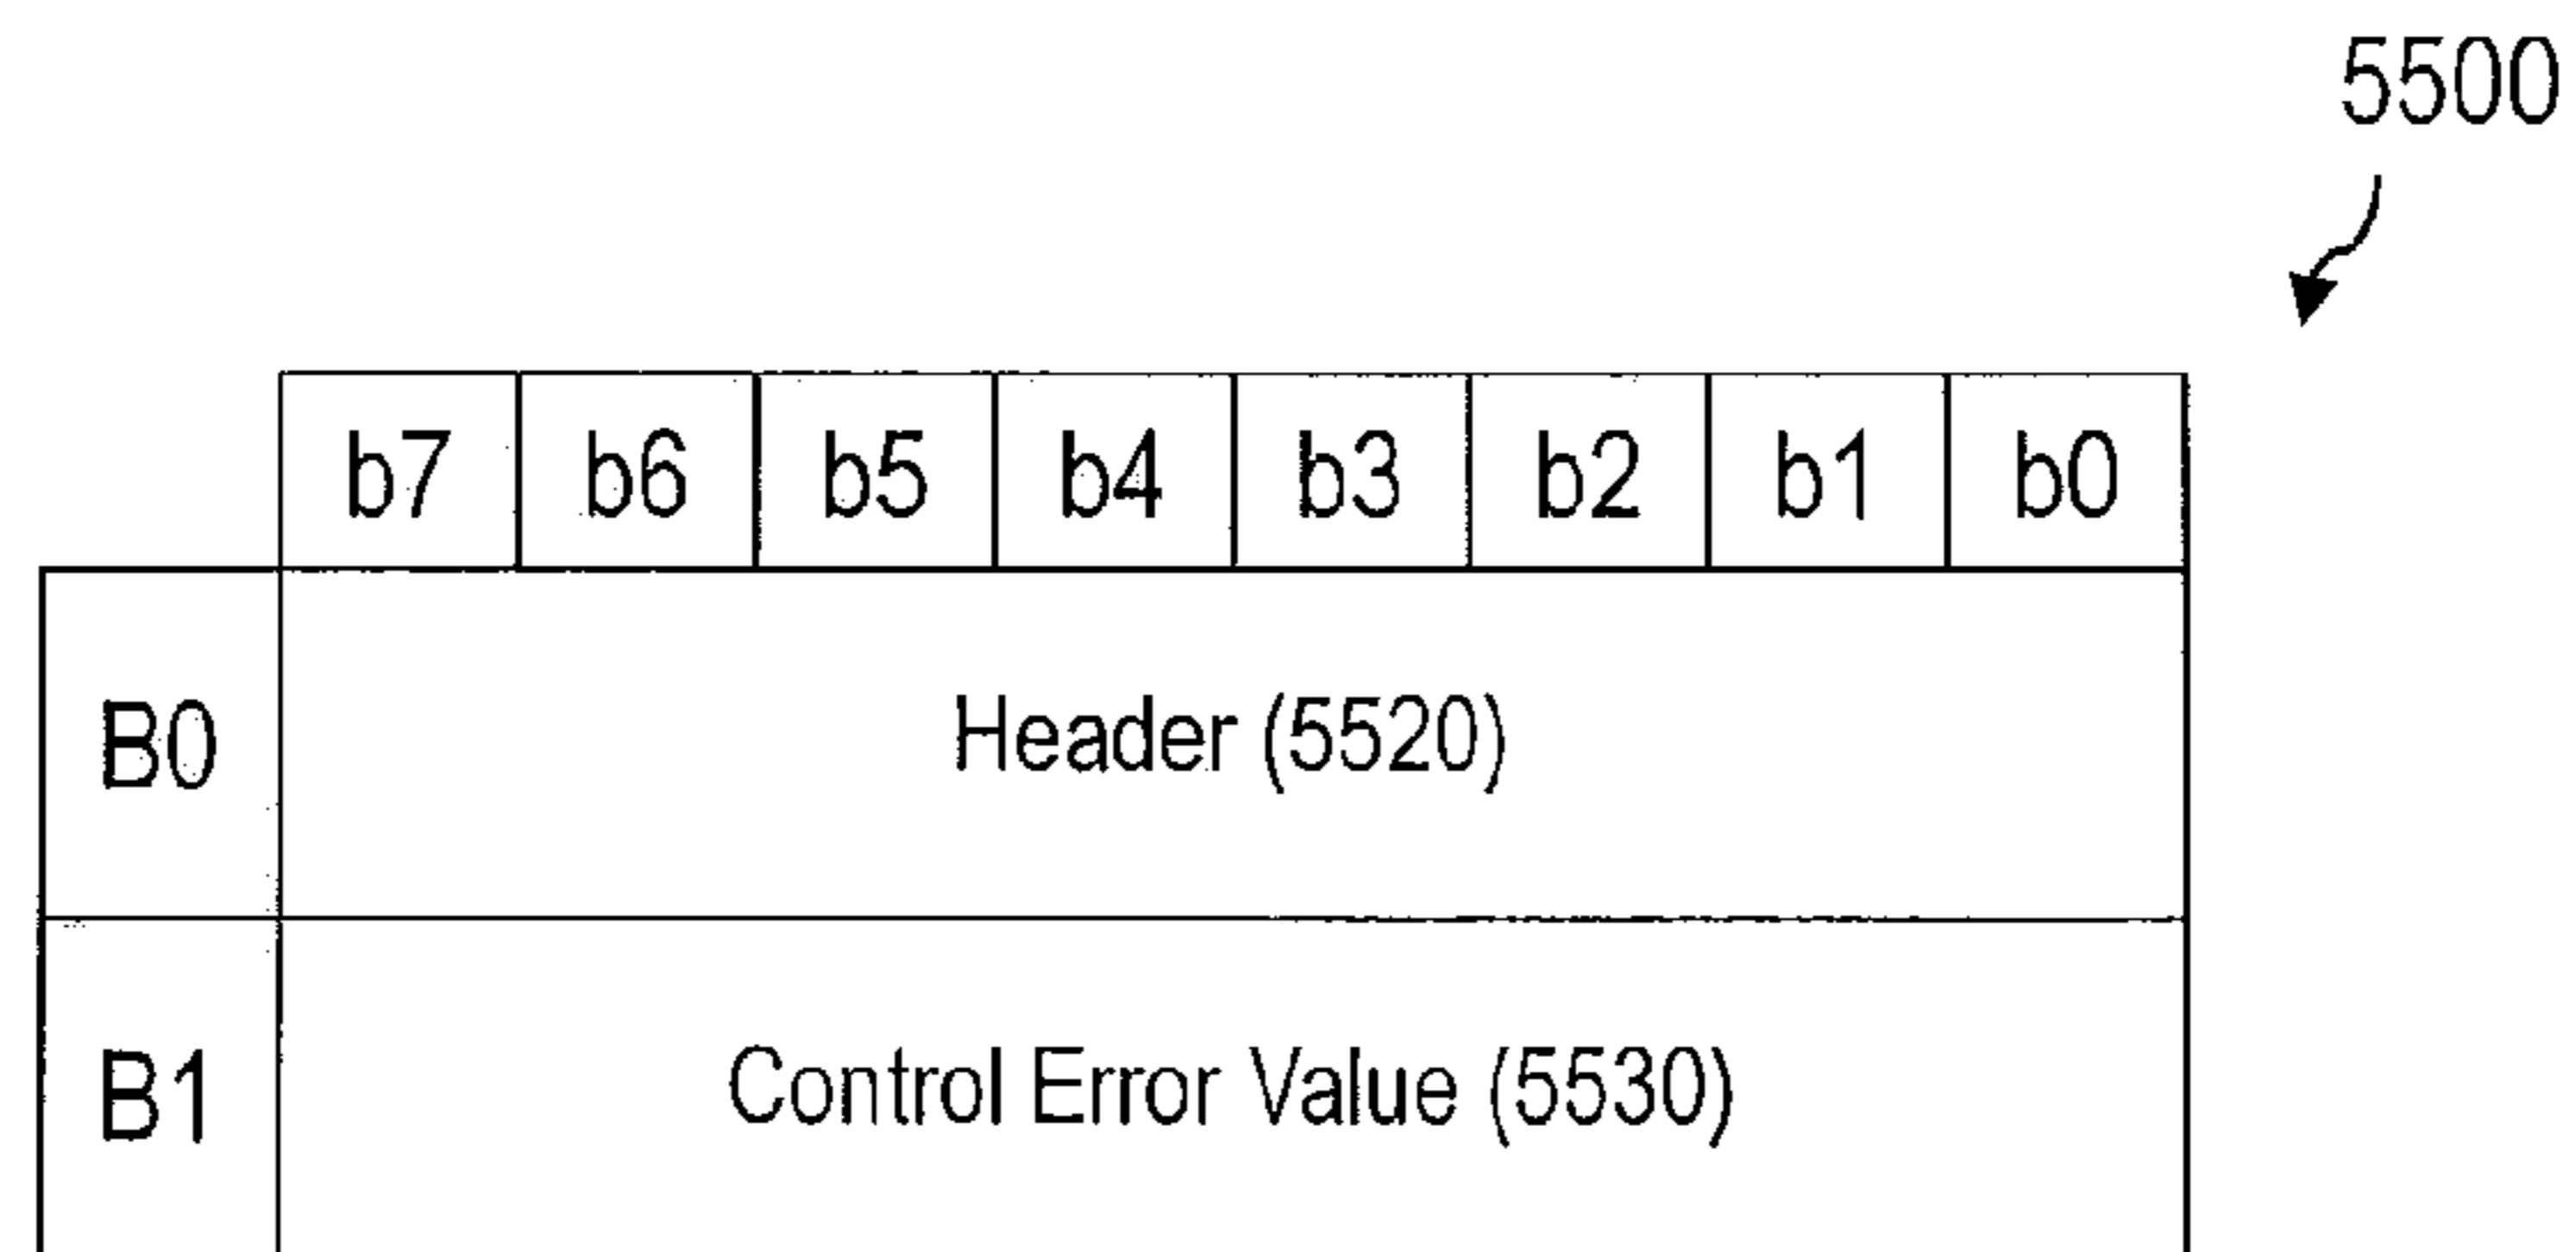 5500
b7 b6 b5 b4 b3 b2 b1 b0
B0 Header (5520)
B1 Control Error Value (5530)